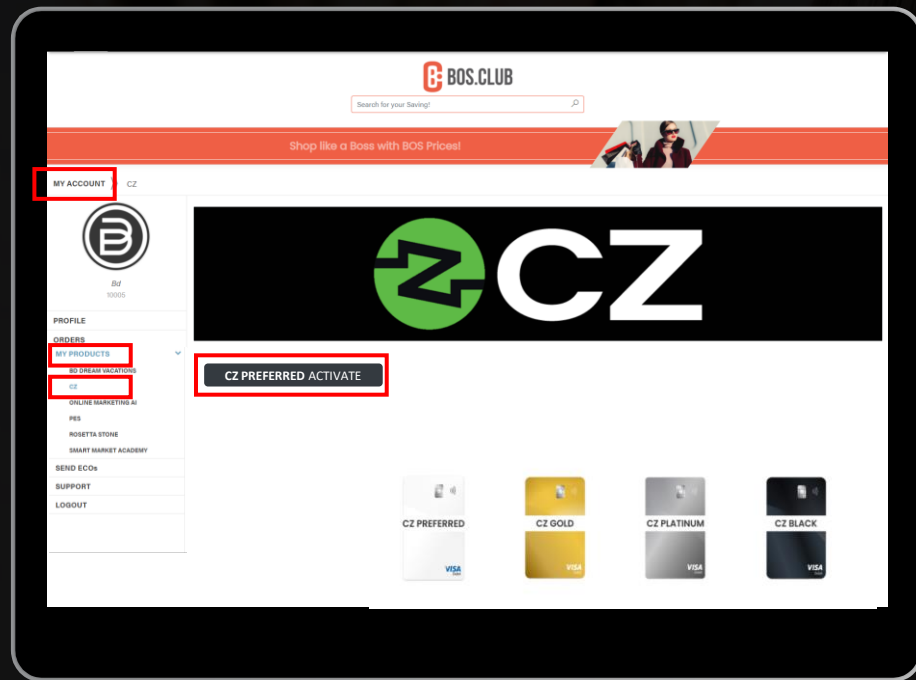 BOS.CLUB
Search for your Saving!
Shop like a Boss with BOS Prices!
MY ACCOUNT CZ
B
Bd
10005
PROFILE
ORDERS
MY PRODUCTS
BD DREAM VACATIONS
CZ
ONLINE MARKETING AI
PES
ROSETTA STONE
SMART MARKET ACADEMY
SEND ECOs
SUPPORT
LOGOUT
Z CZ
CZ PREFERRED ACTIVATE
CZ PREFERRED CZ GOLD CZ PLATINUM CZ BLACK
VISA VISA VISA VISA